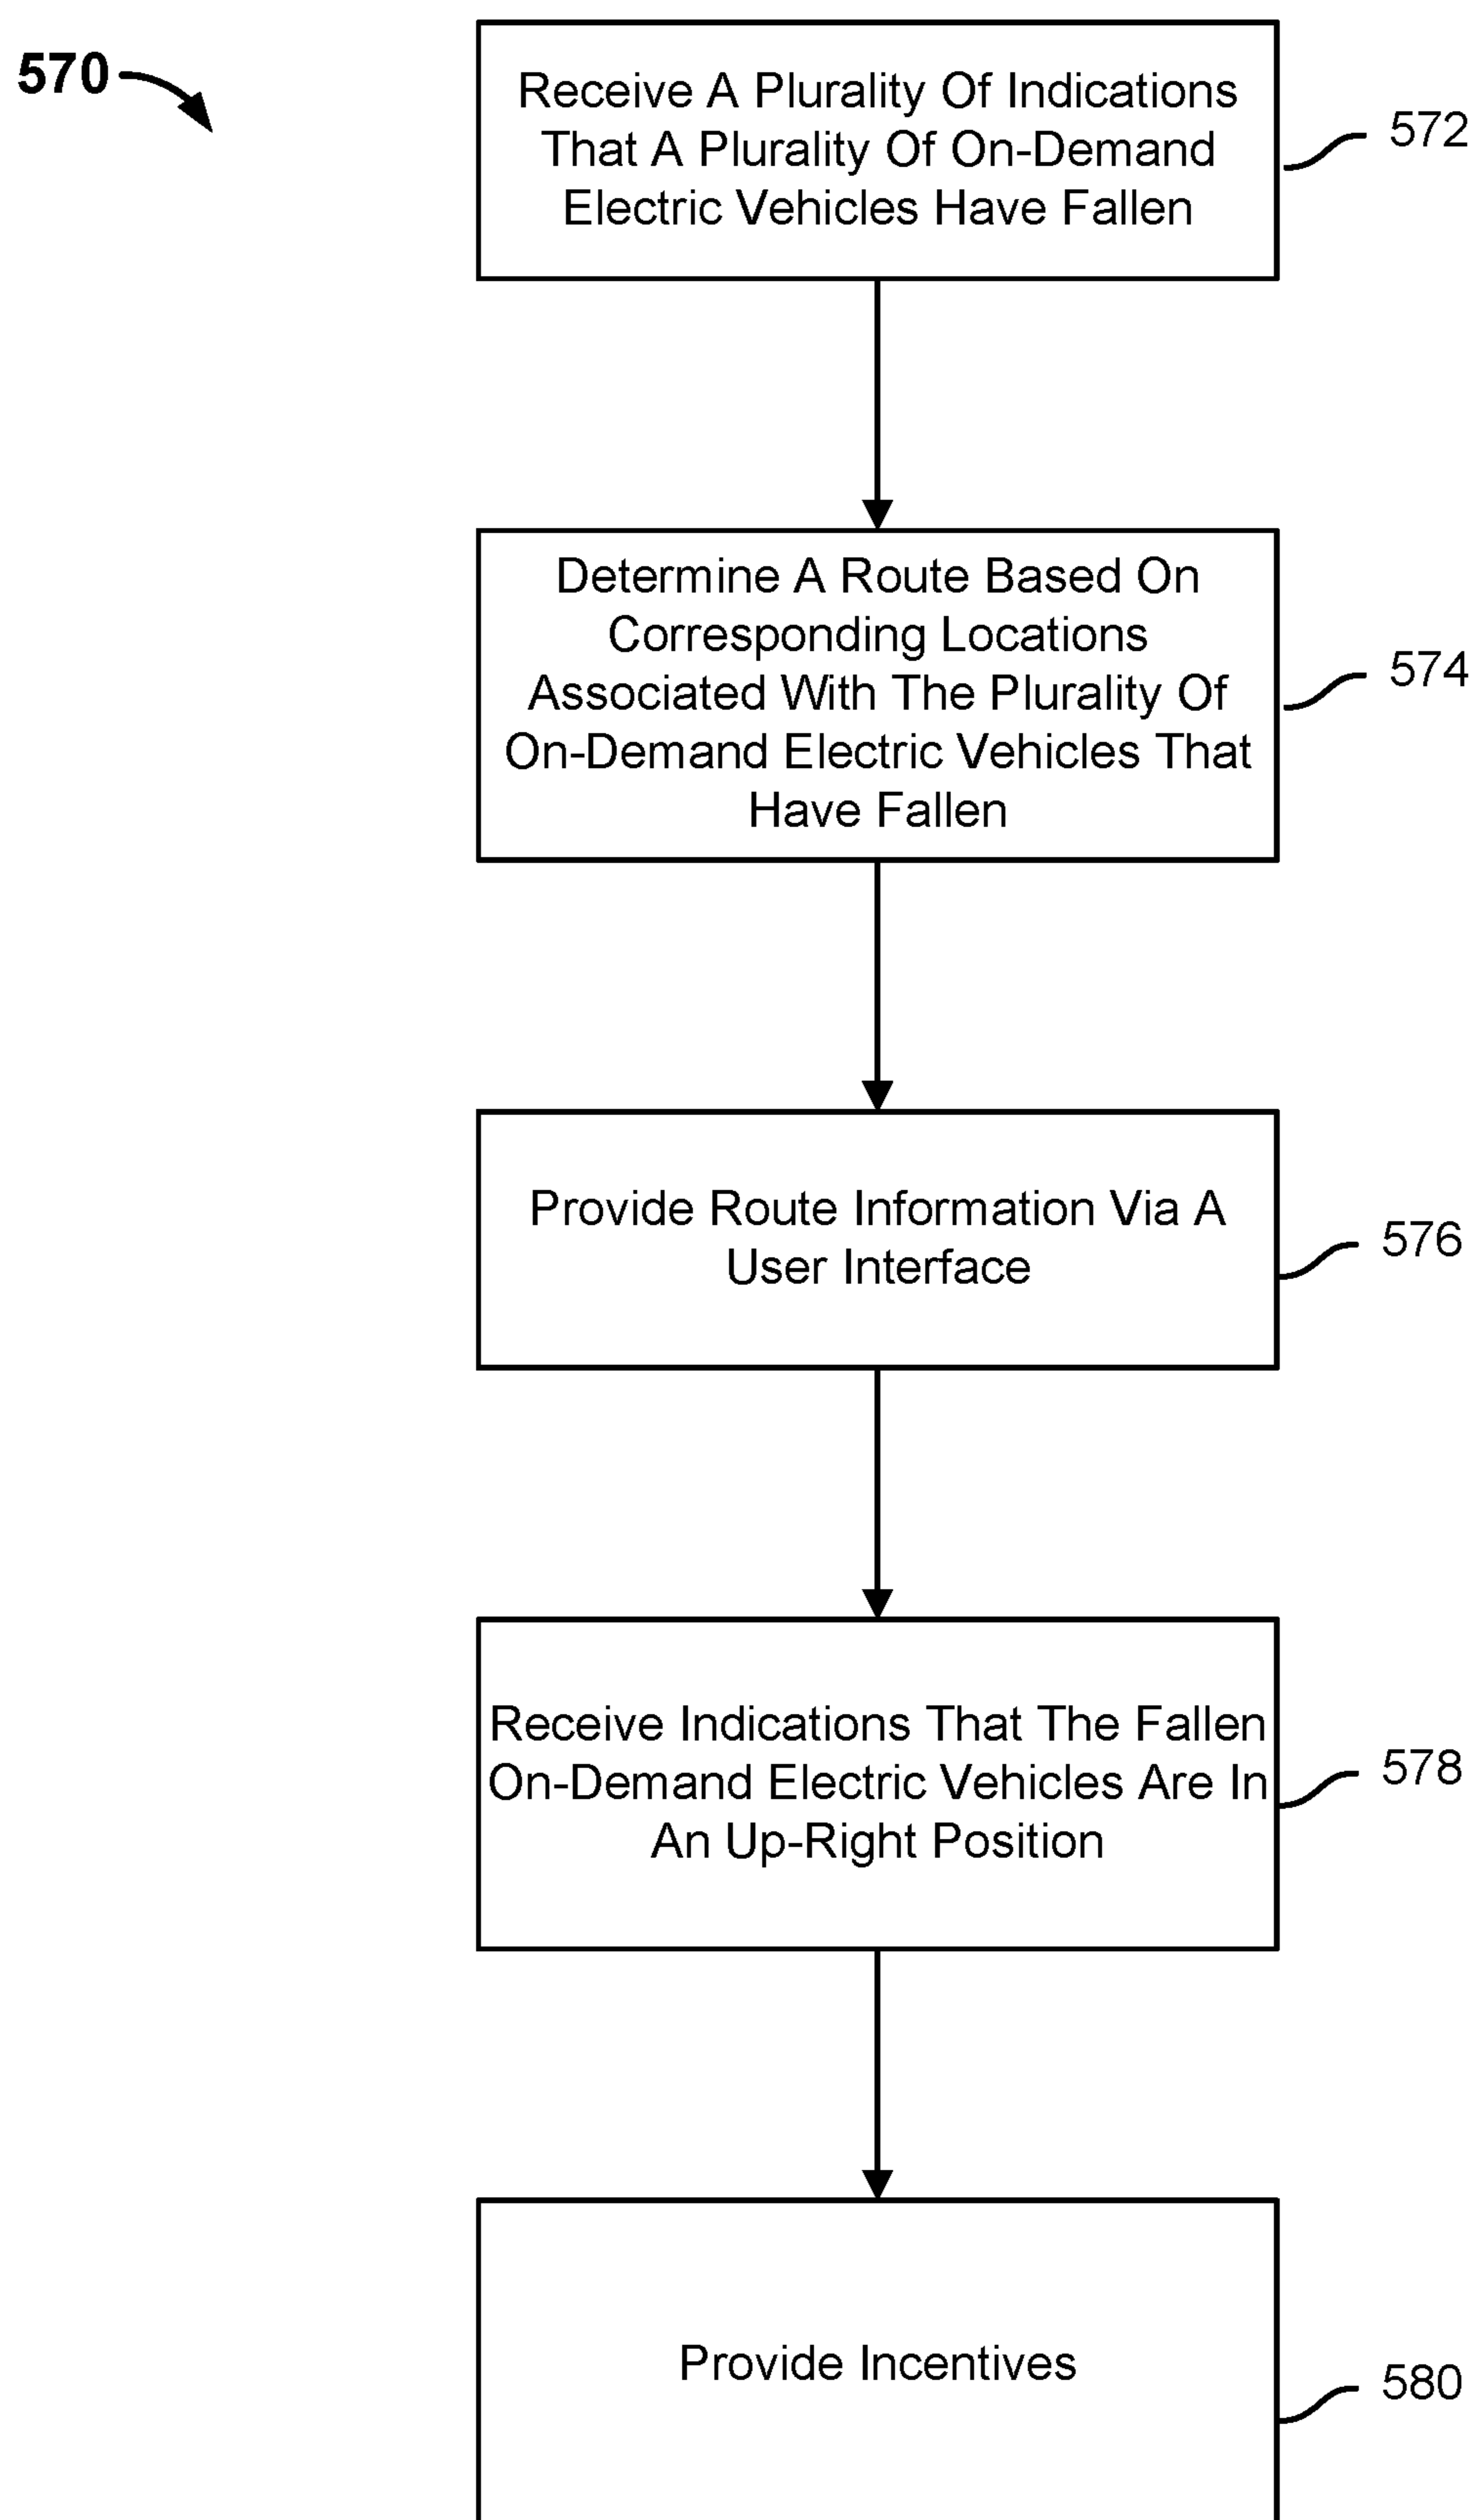 570
Receive A Plurality Of Indications
That A Plurality Of On-Demand
Electric Vehicles Have Fallen
572
Determine A Route Based On
Corresponding Locations
Associated With The Plurality Of
On-Demand Electric Vehicles That
Have Fallen
574
Provide Route Information Via A
User Interface
576
Receive Indications That The Fallen
On-Demand Electric Vehicles Are In
An Up-Right Position
578
Provide Incentives
580